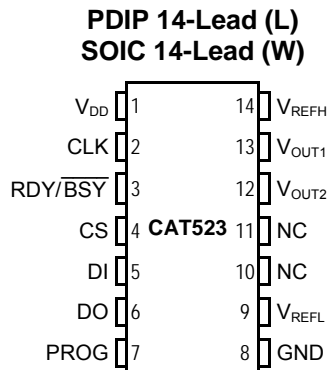 PDIP 14-Lead (L)
SOIC 14-Lead (W)
VDD 1 14 VREFH
CLK 2 13 VOUT1
RDY/B̅S̅Y̅ 3 12 VOUT2
CS 4 CAT523 11 NC
DI 5 10 NC
DO 6 9 VREFL
PROG 7 8 GND